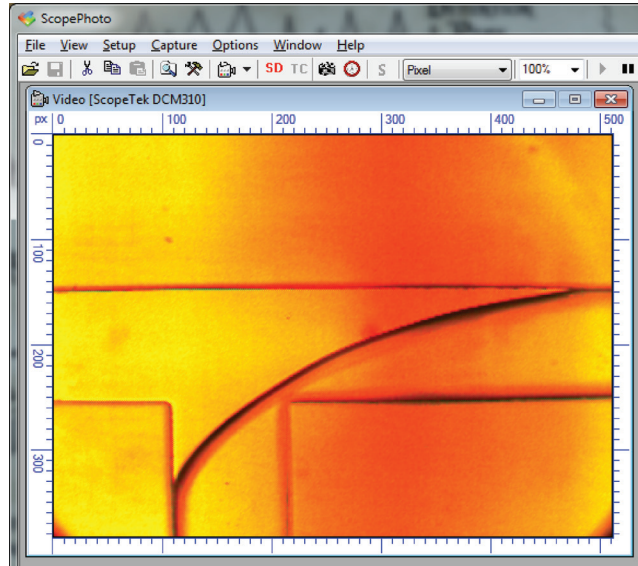 ScopePhoto
File View Setup Capture Options Window Help
SD TC S Pixel 100%
Video [ScopeTek DCM310]
px 0 100 200 300 400 500
0
100
200
300